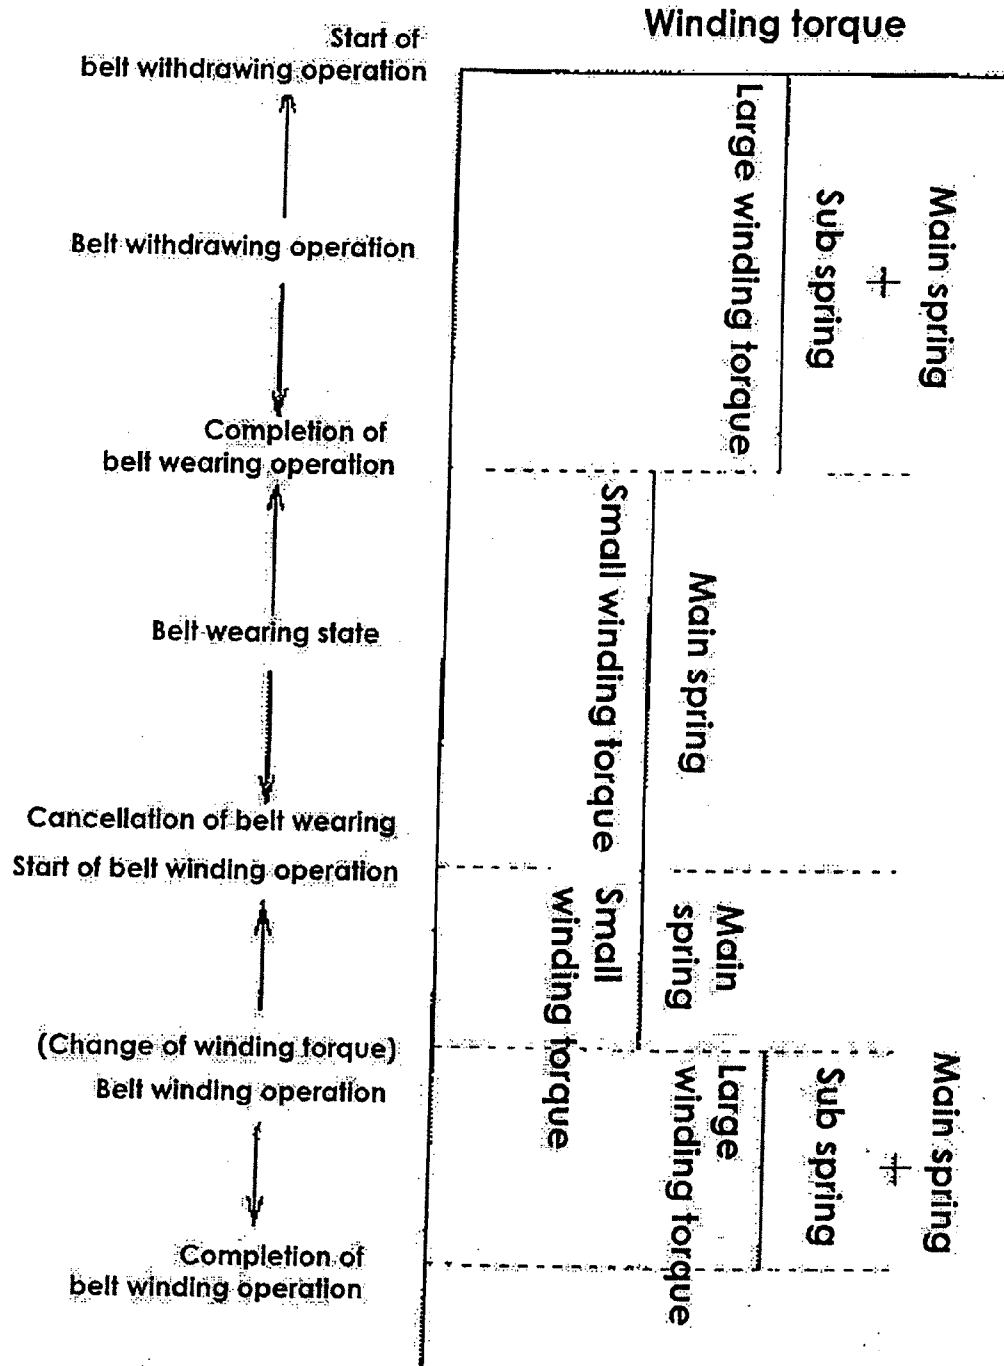 Winding torque
Start of
belt withdrawing operation
Belt withdrawing operation
Completion of
belt wearing operation
Belt wearing state
Cancellation of belt wearing
Start of belt winding operation
(Change of winding torque)
Belt winding operation
Completion of
belt winding operation
Large winding torque
Main spring
+
Sub spring
Small winding torque
Main spring
Small
winding torque
Main
spring
Large
winding torque
Main spring
+
Sub spring